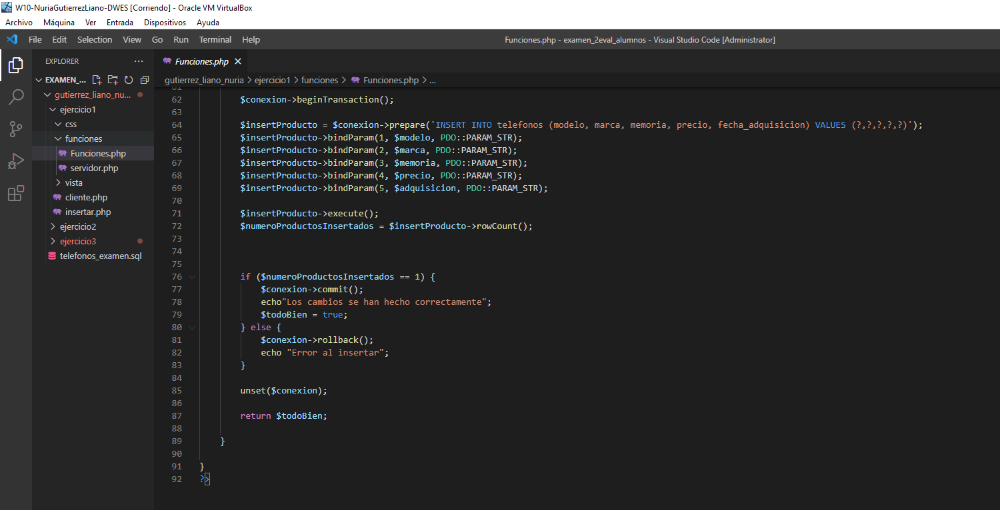 W10-NuriaGutierrezLiano-DWES [Corriendo] - Oracle VM VirtualBox
Archivo Máquina Ver Entrada Dispositivos Ayuda
File Edit Selection View Go Run Terminal Help
Funciones.php - examen_2eval_alumnos - Visual Studio Code [Administrator]
EXPLORER ...
EXAMEN_...
gutierrez_liano_nu...
ejercicio1
css
funciones
Funciones.php
servidor.php
vista
cliente.php
insertar.php
ejercicio2
ejercicio3
telefonos_examen.sql
Funciones.php
gutierrez_liano_nuria > ejercicio1 > funciones > Funciones.php > ...
61
62 $conexion->beginTransaction();
63
64 $insertProducto = $conexion->prepare('INSERT INTO telefonos (modelo, marca, memoria, precio, fecha_adquisicion) VALUES (?,?,?,?,?)');
65 $insertProducto->bindParam(1, $modelo, PDO::PARAM_STR);
66 $insertProducto->bindParam(2, $marca, PDO::PARAM_STR);
67 $insertProducto->bindParam(3, $memoria, PDO::PARAM_STR);
68 $insertProducto->bindParam(4, $precio, PDO::PARAM_STR);
69 $insertProducto->bindParam(5, $adquisicion, PDO::PARAM_STR);
70
71 $insertProducto->execute();
72 $numeroProductosInsertados = $insertProducto->rowCount();
73
74
75
76 if ($numeroProductosInsertados == 1) {
77 $conexion->commit();
78 echo"Los cambios se han hecho correctamente";
79 $todoBien = true;
80 } else {
81 $conexion->rollback();
82 echo "Error al insertar";
83 }
84
85 unset($conexion);
86
87 return $todoBien;
88
89 }
90
91 }
92 ?>